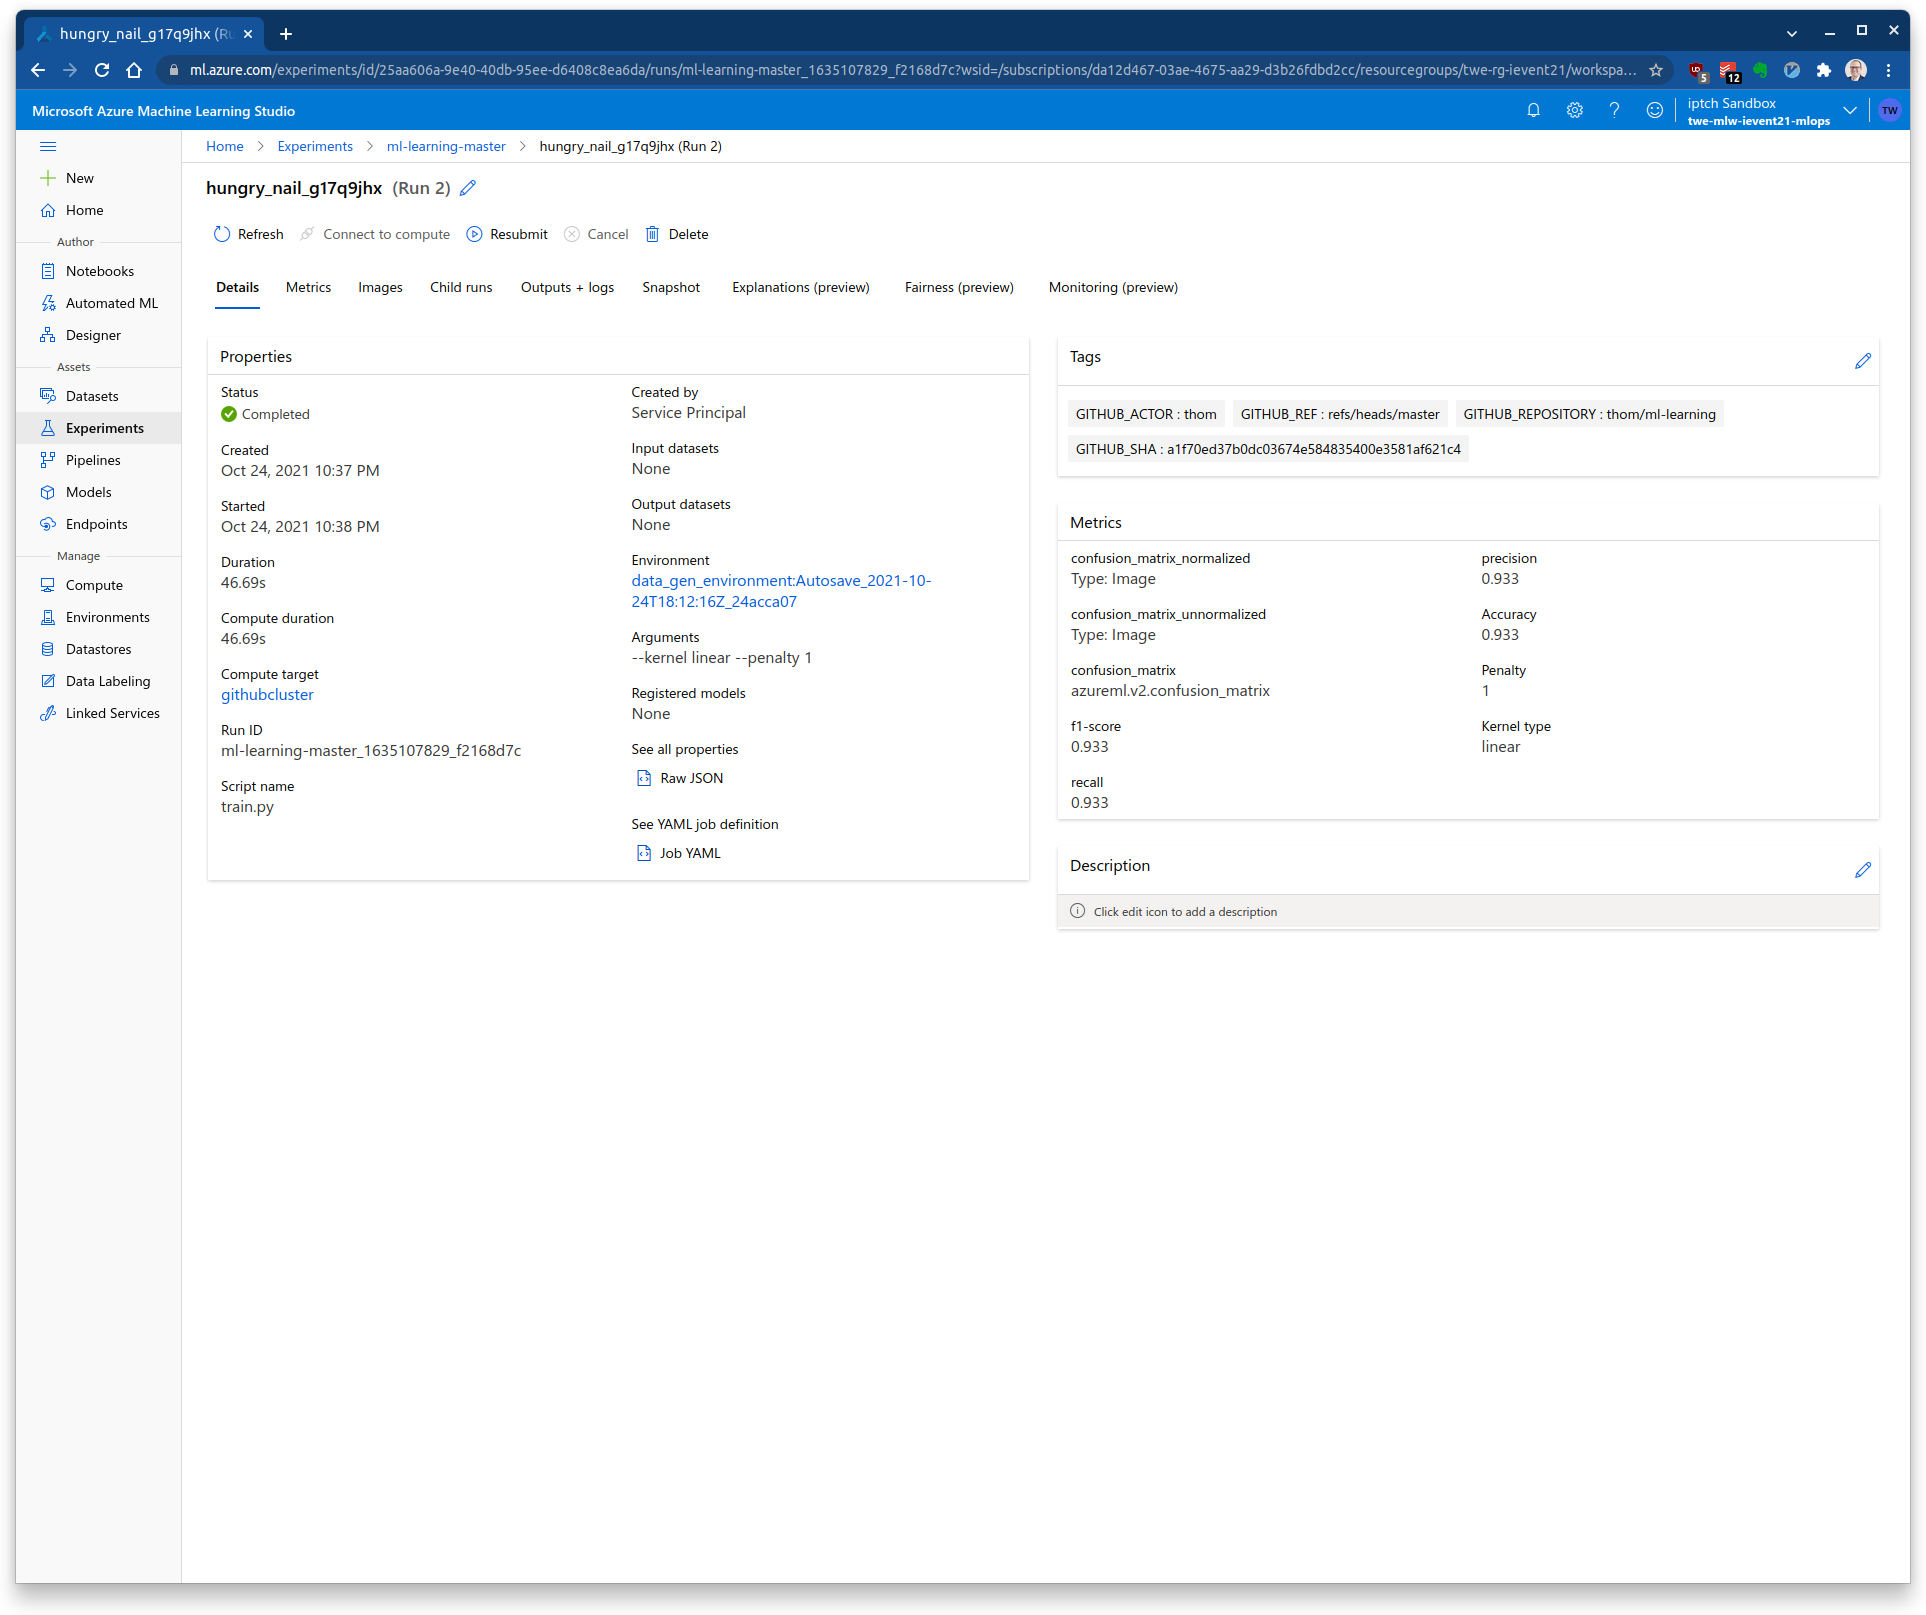 hungry_nail_g17q9jhx (Ru
ml.azure.com/experiments/id/25aa606a-9e40-40db-95ee-d6408c8ea6da/runs/ml-learning-master_1635107829_f2168d7c?wsid=/subscriptions/da12d467-03ae-4675-aa29-d3b26fdbd2cc/resourcegroups/twe-rg-ievent21/workspa...
5
12
Microsoft Azure Machine Learning Studio
iptch Sandbox
twe-mlw-ievent21-mlops
TW
Home > Experiments > ml-learning-master > hungry_nail_g17q9jhx (Run 2)
New
Home
Author
Notebooks
Automated ML
Designer
Assets
Datasets
Experiments
Pipelines
Models
Endpoints
Manage
Compute
Environments
Datastores
Data Labeling
Linked Services
hungry_nail_g17q9jhx (Run 2)
Refresh Connect to compute Resubmit Cancel Delete
Details Metrics Images Child runs Outputs + logs Snapshot Explanations (preview) Fairness (preview) Monitoring (preview)
Properties
Status
Completed
Created
Oct 24, 2021 10:37 PM
Started
Oct 24, 2021 10:38 PM
Duration
46.69s
Compute duration
46.69s
Compute target
githubcluster
Run ID
ml-learning-master_1635107829_f2168d7c
Script name
train.py
Created by
Service Principal
Input datasets
None
Output datasets
None
Environment
data_gen_environment:Autosave_2021-10-
24T18:12:16Z_24acca07
Arguments
--kernel linear --penalty 1
Registered models
None
See all properties
Raw JSON
See YAML job definition
Job YAML
Tags
GITHUB_ACTOR : thom GITHUB_REF : refs/heads/master GITHUB_REPOSITORY : thom/ml-learning
GITHUB_SHA : a1f70ed37b0dc03674e584835400e3581af621c4
Metrics
confusion_matrix_normalized
Type: Image
confusion_matrix_unnormalized
Type: Image
confusion_matrix
azureml.v2.confusion_matrix
f1-score
0.933
recall
0.933
precision
0.933
Accuracy
0.933
Penalty
1
Kernel type
linear
Description
Click edit icon to add a description